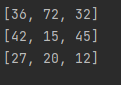 [36, 72, 32]
[42, 15, 45]
[27, 20, 12]